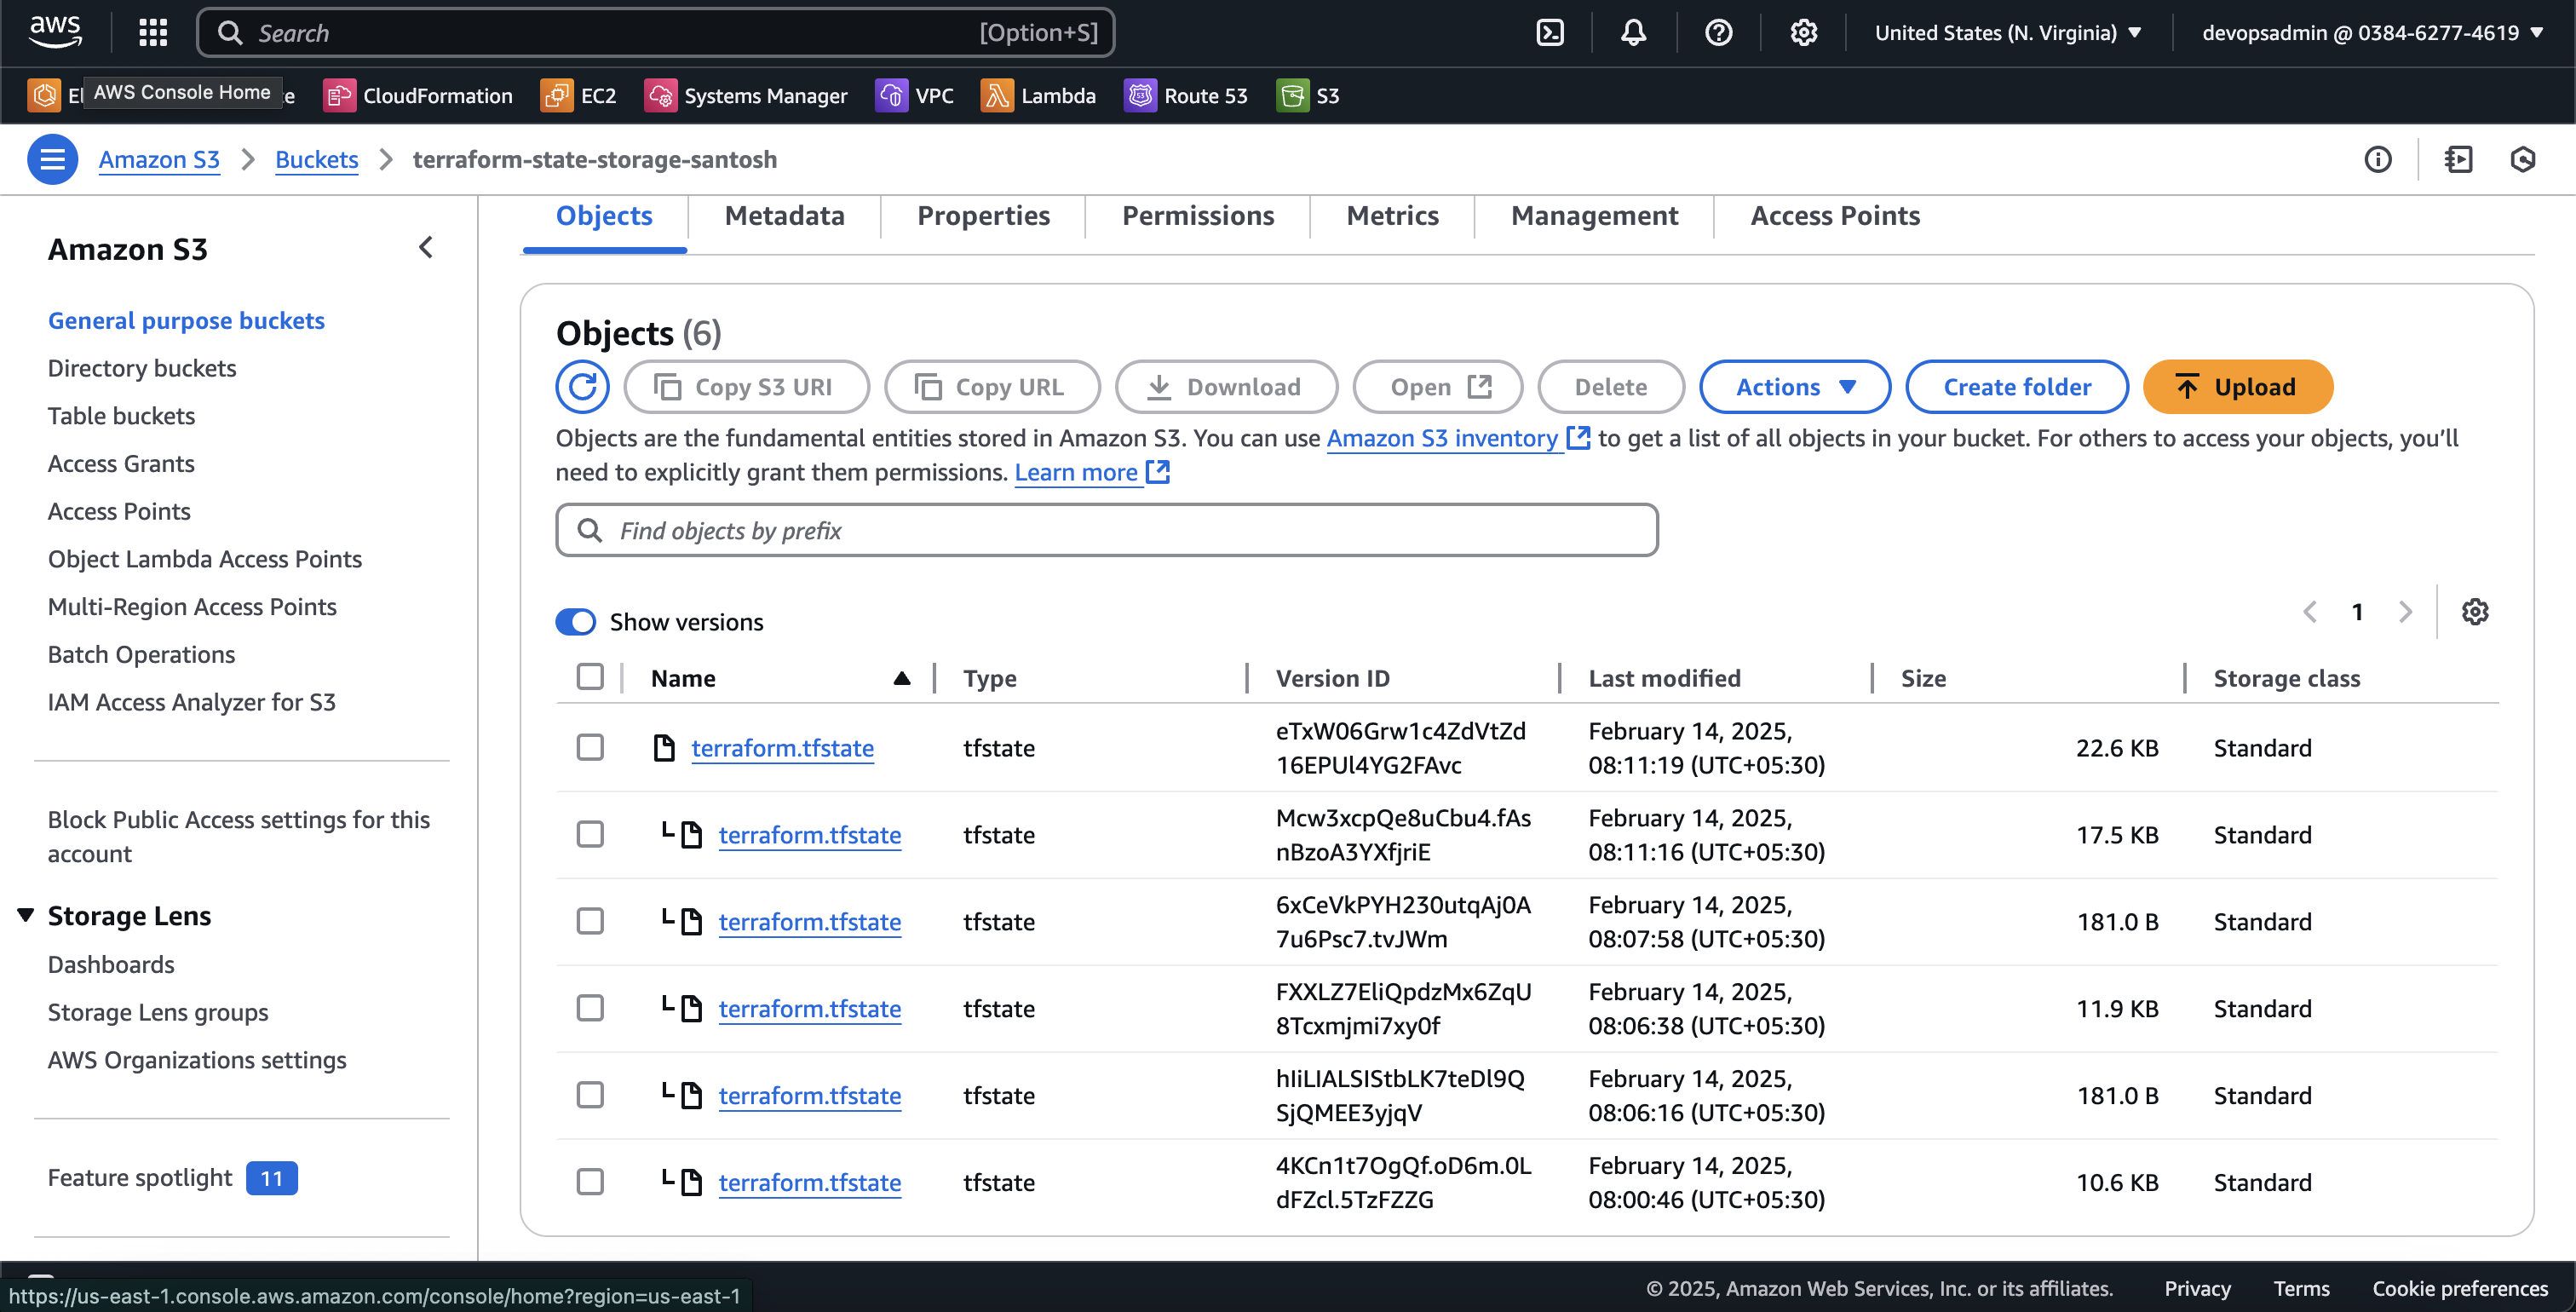 aws
Search [Option+S]
United States (N. Virginia)
devopsadmin @ 0384-6277-4619
AWS Console Home
CloudFormation
EC2
Systems Manager
VPC
Lambda
Route 53
S3
Amazon S3
Buckets
terraform-state-storage-santosh
Amazon S3
General purpose buckets
Directory buckets
Table buckets
Access Grants
Access Points
Object Lambda Access Points
Multi-Region Access Points
Batch Operations
IAM Access Analyzer for S3
Block Public Access settings for this
account
Storage Lens
Dashboards
Storage Lens groups
AWS Organizations settings
Feature spotlight 11
Objects Metadata Properties Permissions Metrics Management Access Points
Objects (6)
Copy S3 URI Copy URL Download Open Delete Actions Create folder Upload
Objects are the fundamental entities stored in Amazon S3. You can use Amazon S3 inventory to get a list of all objects in your bucket. For others to access your objects, you’ll
need to explicitly grant them permissions. Learn more
Find objects by prefix
Show versions
1
Name Type Version ID Last modified Size Storage class
terraform.tfstate tfstate eTxW06Grw1c4ZdVtZd February 14, 2025, 22.6 KB Standard
16EPUl4YG2FAvc 08:11:19 (UTC+05:30)
terraform.tfstate tfstate Mcw3xcpQe8uCbu4.fAs February 14, 2025, 17.5 KB Standard
nBzoA3YXfjriE 08:11:16 (UTC+05:30)
terraform.tfstate tfstate 6xCeVkPYH230utqAj0A February 14, 2025, 181.0 B Standard
7u6Psc7.tvJWm 08:07:58 (UTC+05:30)
terraform.tfstate tfstate FXXLZ7EliQpdzMx6ZqU February 14, 2025, 11.9 KB Standard
8Tcxmjmi7xy0f 08:06:38 (UTC+05:30)
terraform.tfstate tfstate hIiLIALSIStbLK7teDl9Q February 14, 2025, 181.0 B Standard
SjQMEE3yjqV 08:06:16 (UTC+05:30)
terraform.tfstate tfstate 4KCn1t7OgQf.oD6m.0L February 14, 2025, 10.6 KB Standard
dFZcl.5TzFZZG 08:00:46 (UTC+05:30)
https://us-east-1.console.aws.amazon.com/console/home?region=us-east-1
© 2025, Amazon Web Services, Inc. or its affiliates. Privacy Terms Cookie preferences